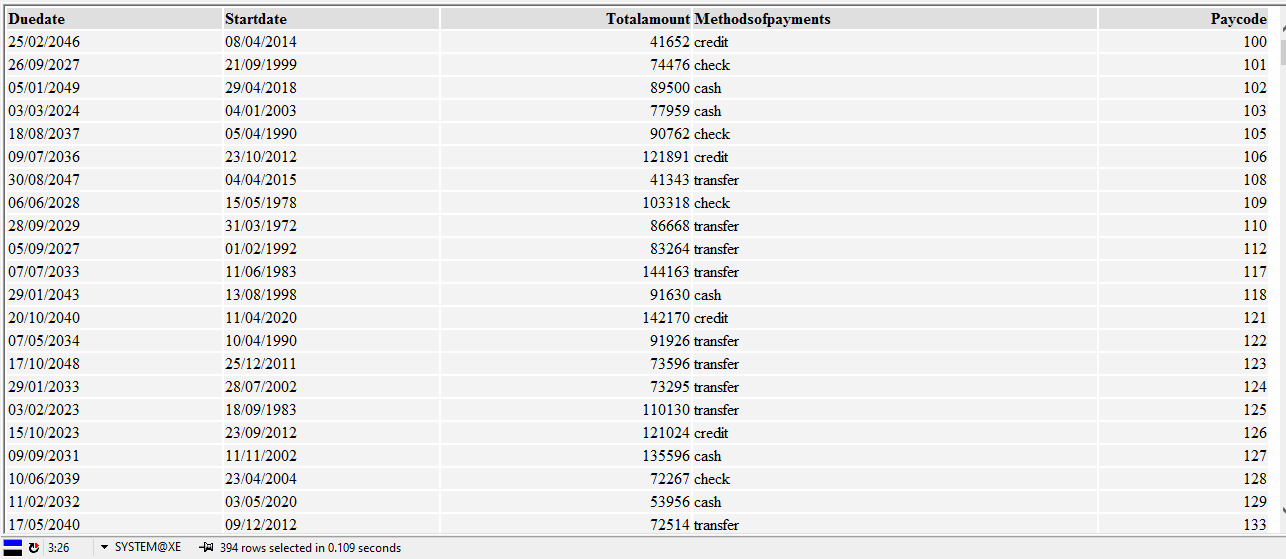 Duedate Startdate Totalamount Methodsofpayments Paycode
25/02/2046 08/04/2014 41652 credit 100
26/09/2027 21/09/1999 74476 check 101
05/01/2049 29/04/2018 89500 cash 102
03/03/2024 04/01/2003 77959 cash 103
18/08/2037 05/04/1990 90762 check 105
09/07/2036 23/10/2012 121891 credit 106
30/08/2047 04/04/2015 41343 transfer 108
06/06/2028 15/05/1978 103318 check 109
28/09/2029 31/03/1972 86668 transfer 110
05/09/2027 01/02/1992 83264 transfer 112
07/07/2033 11/06/1983 144163 transfer 117
29/01/2043 13/08/1998 91630 cash 118
20/10/2040 11/04/2020 142170 credit 121
07/05/2034 10/04/1990 91926 transfer 122
17/10/2048 25/12/2011 73596 transfer 123
29/01/2033 28/07/2002 73295 transfer 124
03/02/2023 18/09/1983 110130 transfer 125
15/10/2023 23/09/2012 121024 credit 126
09/09/2031 11/11/2002 135596 cash 127
10/06/2039 23/04/2004 72267 check 128
11/02/2032 03/05/2020 53956 cash 129
17/05/2040 09/12/2012 72514 transfer 133
3:26 SYSTEM@XE 394 rows selected in 0.109 seconds